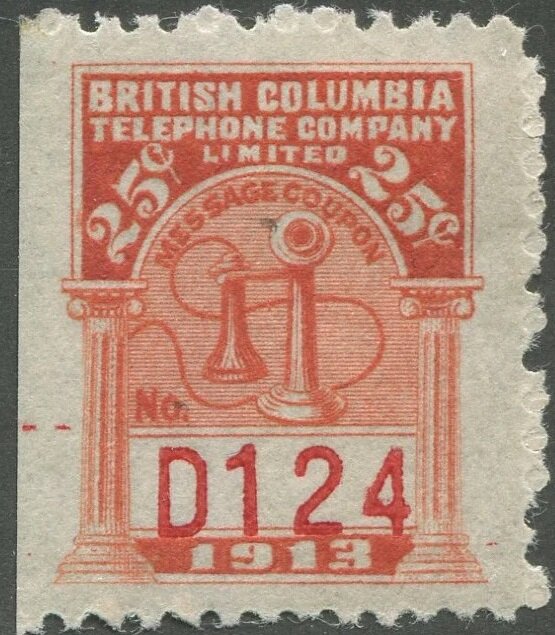 BRITISH COLUMBIA
TELEPHONE COMPANY
LIMITED
25¢ 25¢
MESSAGE COUPON
No.
D124
1913